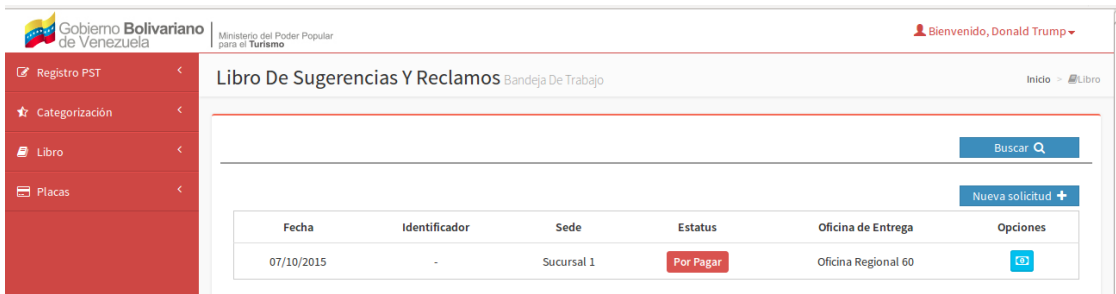 Gobierno Bolivariano
de Venezuela
Ministerio del Poder Popular
para el Turismo
Bienvenido, Donald Trump
Registro PST
Categorización
Libro
Placas
Libro De Sugerencias Y Reclamos Bandeja De Trabajo
Inicio > Libro
Buscar
Nueva solicitud
Fecha Identificador Sede Estatus Oficina de Entrega Opciones
07/10/2015 - Sucursal 1 Por Pagar Oficina Regional 60